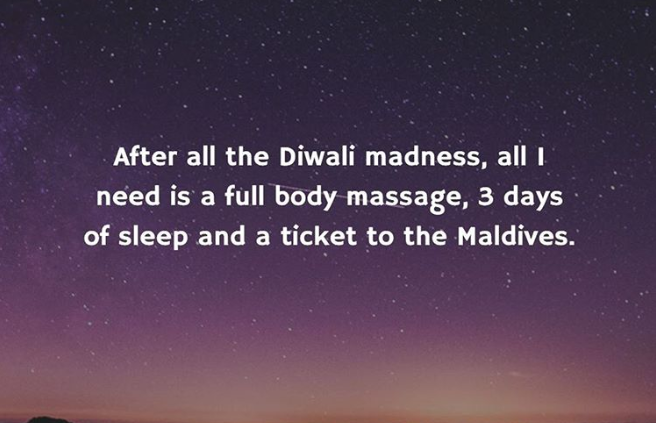 After all the Diwali madness, all I
need is a full body massage, 3 days
of sleep and a ticket to the Maldives.